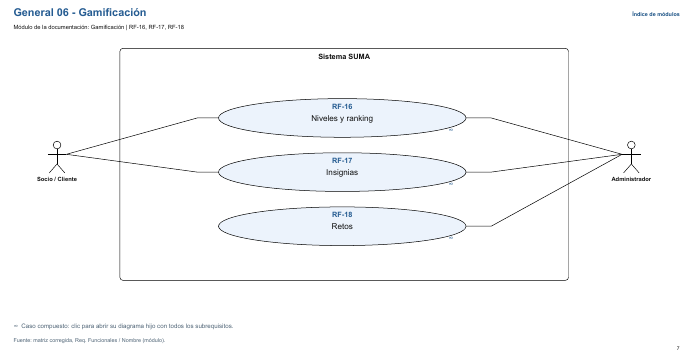 General 06 - Gamificación
Índice de módulos
Módulo de la documentación: Gamificación | RF-16, RF-17, RF-18
Sistema SUMA
RF-16
Niveles y ranking
RF-17
Insignias
RF-18
Retos
Socio / Cliente
Administrador
∞ Caso compuesto: clic para abrir su diagrama hijo con todos los subrequisitos.
Fuente: matriz corregida, Req. Funcionales / Nombre (módulo).
7